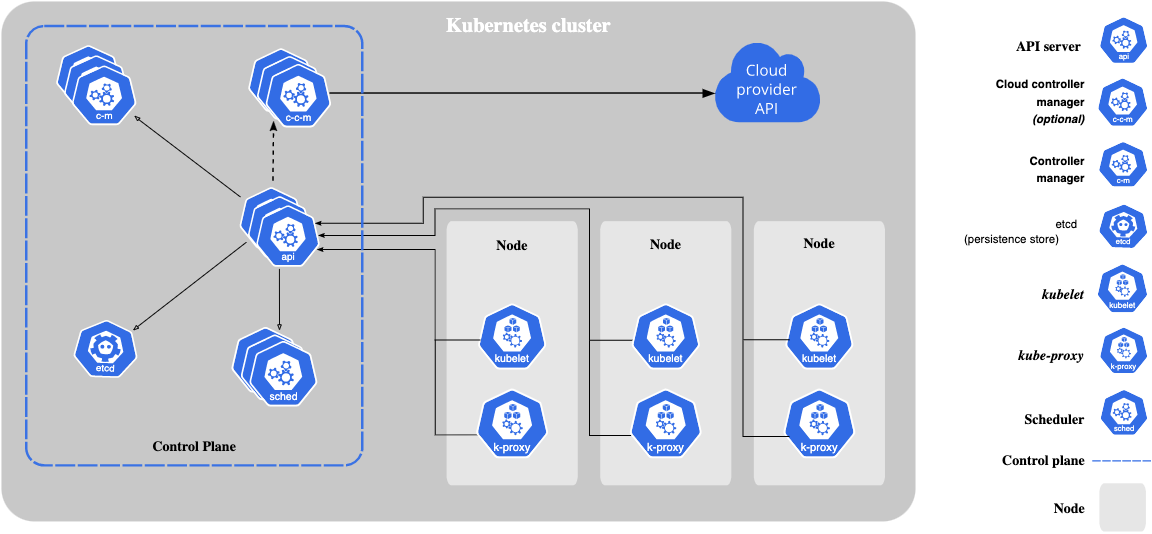 Kubernetes cluster
c-m
c-c-m
Cloud
provider
API
api
etcd
sched
Control Plane
Node
kubelet
k-proxy
Node
kubelet
k-proxy
Node
kubelet
k-proxy
API server
api
Cloud controller
manager
(optional)
c-c-m
Controller
manager
c-m
etcd
(persistence store)
etcd
kubelet
kubelet
kube-proxy
k-proxy
Scheduler
sched
Control plane
Node